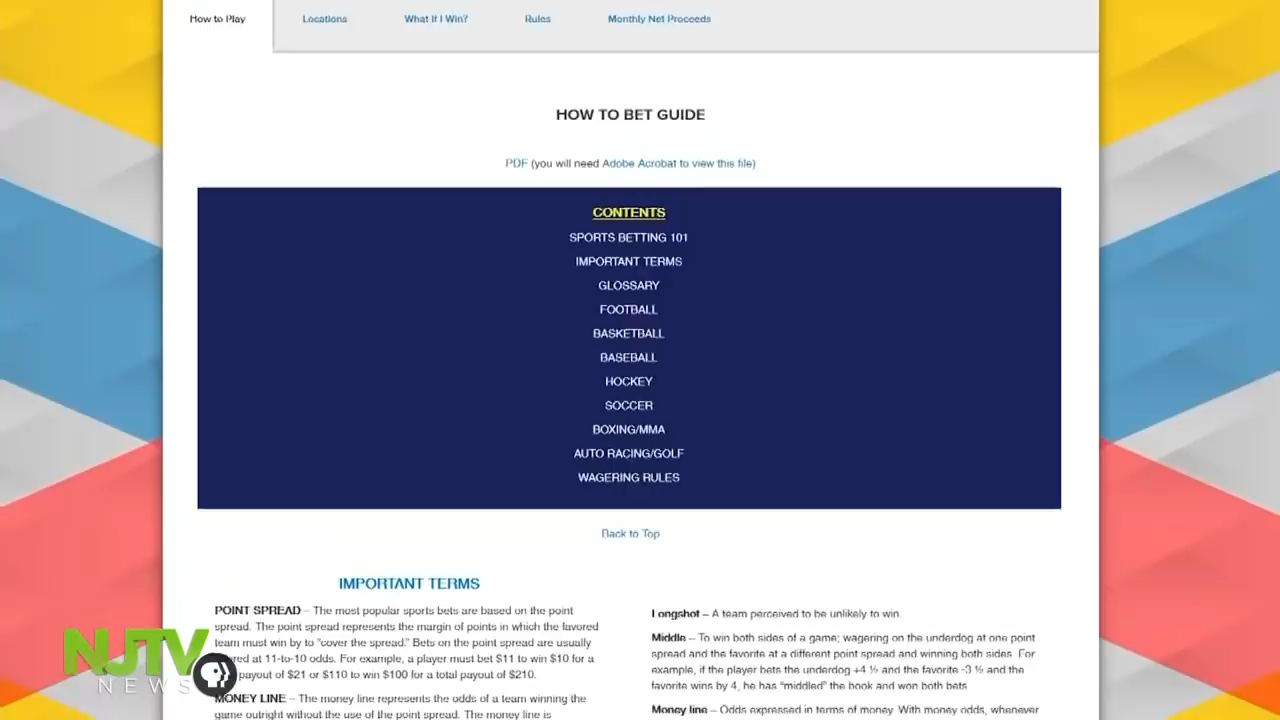 How to Play
Locations
What If I Win?
Rules
Monthly Net Proceeds
HOW TO BET GUIDE
PDF (you will need Adobe Acrobat to view this file)
CONTENTS
SPORTS BETTING 101
IMPORTANT TERMS
GLOSSARY
FOOTBALL
BASKETBALL
BASEBALL
HOCKEY
SOCCER
BOXING/MMA
AUTO RACING/GOLF
WAGERING RULES
Back to Top
IMPORTANT TERMS
POINT SPREAD – The most popular sports bets are based on the point
spread. The point spread represents the margin of points in which the favored
team must win by to “cover the spread.” Bets on the point spread are usually
at 11-to-10 odds. For example, a player must bet $11 to win $10 for a
payout of $21 or $110 to win $100 for a total payout of $210.
MONEY LINE – The money line represents the odds of a team winning the
game outright without the use of the point spread. The money line is
Longshot – A team perceived to be unlikely to win.
Middle – To win both sides of a game; wagering on the underdog at one point
spread and the favorite at a different point spread and winning both sides. For
example, if the player bets the underdog +4 ½ and the favorite -3 ½ and the
favorite wins by 4, he has “middled” the book and won both bets.
Money line – Odds expressed in terms of money. With money odds, whenever
NJTV
NEWS
PBS